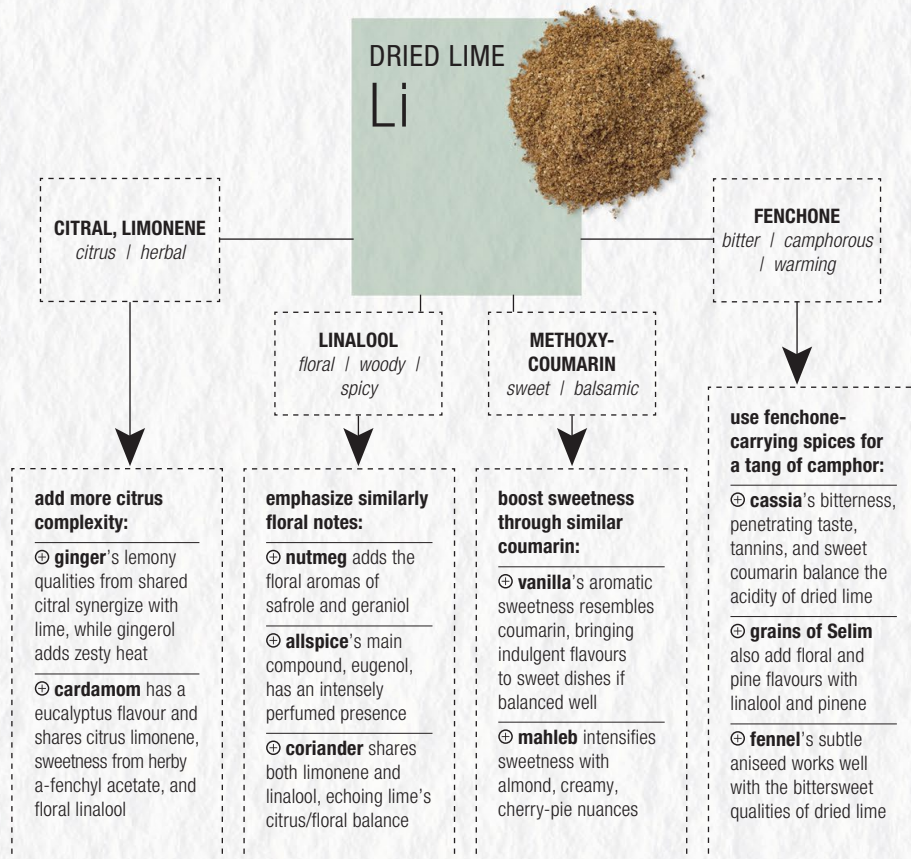 DRIED LIME
Li
CITRAL, LIMONENE
citrus | herbal
LINALOOL
floral | woody |
spicy
METHOXY-
COUMARIN
sweet | balsamic
FENCHONE
bitter | camphorous
| warming
add more citrus
complexity:
⊕ ginger's lemony
qualities from shared
citral synergize with
lime, while gingerol
adds zesty heat
⊕ cardamom has a
eucalyptus flavour and
shares citrus limonene,
sweetness from herby
a-fenchyl acetate, and
floral linalool
emphasize similarly
floral notes:
⊕ nutmeg adds the
floral aromas of
safrole and geraniol
⊕ allspice's main
compound, eugenol,
has an intensely
perfumed presence
⊕ coriander shares
both limonene and
linalool, echoing lime's
citrus/floral balance
boost sweetness
through similar
coumarin:
⊕ vanilla's aromatic
sweetness resembles
coumarin, bringing
indulgent flavours
to sweet dishes if
balanced well
⊕ mahleb intensifies
sweetness with
almond, creamy,
cherry-pie nuances
use fenchone-
carrying spices for
a tang of camphor:
⊕ cassia's bitterness,
penetrating taste,
tannins, and sweet
coumarin balance the
acidity of dried lime
⊕ grains of Selim
also add floral and
pine flavours with
linalool and pinene
⊕ fennel's subtle
aniseed works well
with the bittersweet
qualities of dried lime